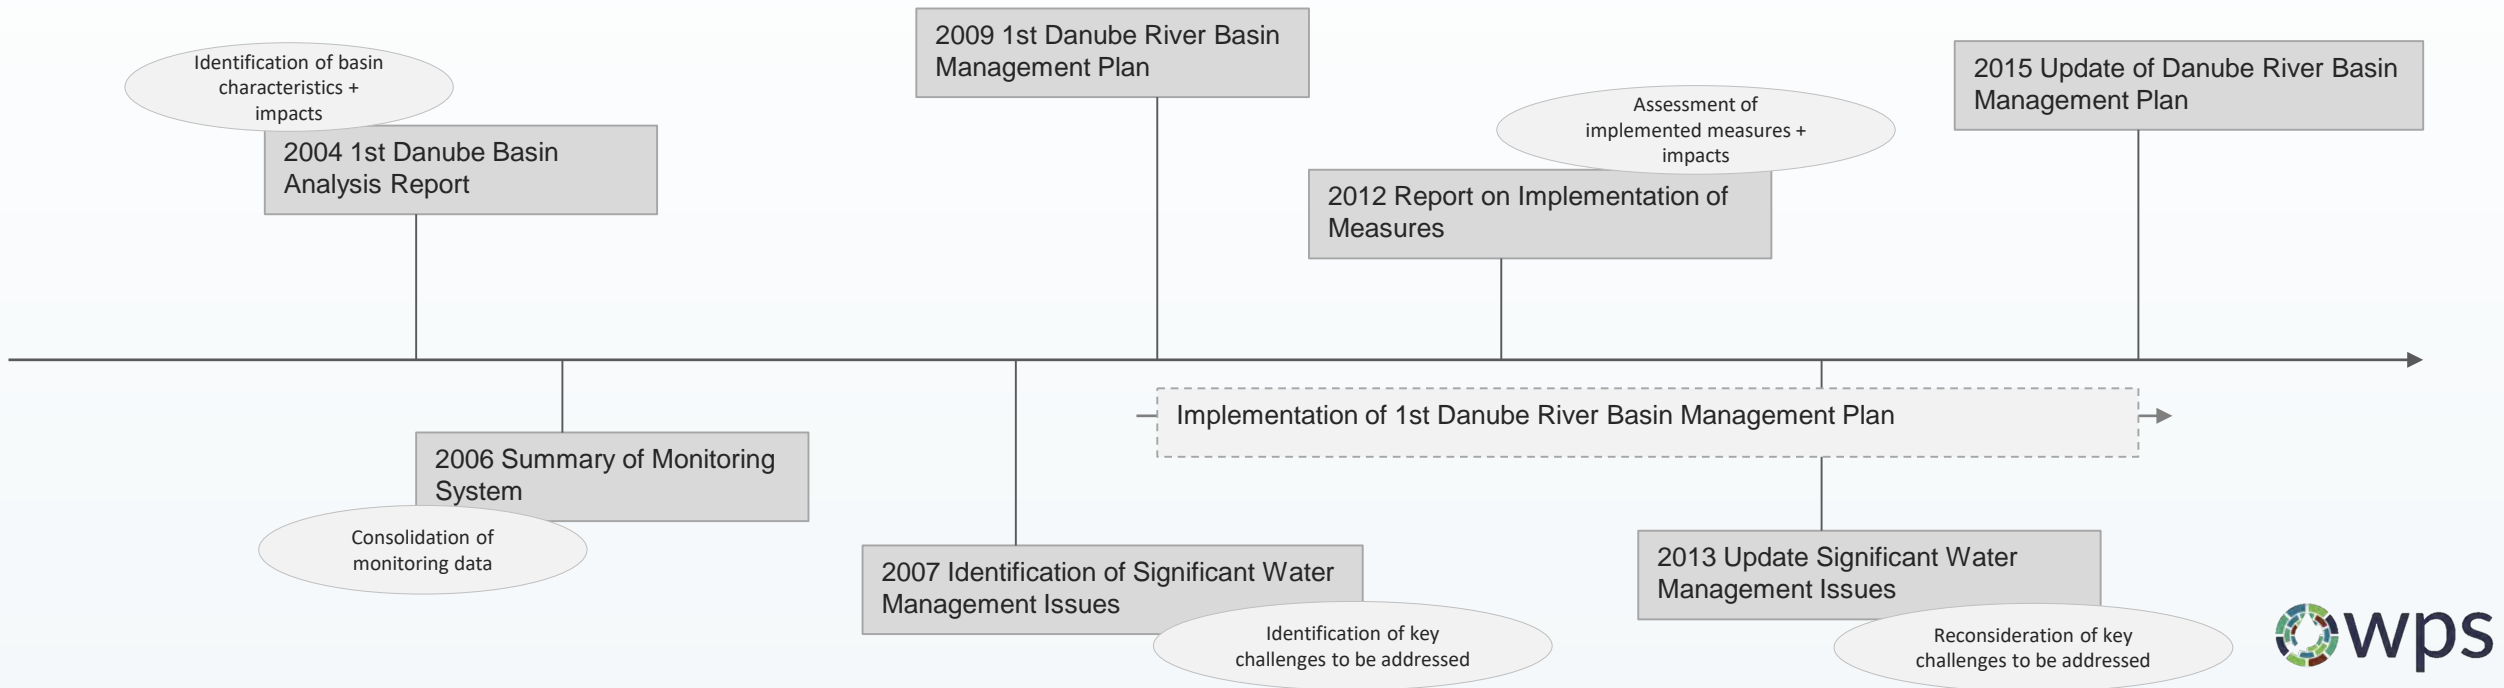 Identification of basin
characteristics +
impacts
2004 1st Danube Basin
Analysis Report
2009 1st Danube River Basin
Management Plan
Assessment of
implemented measures +
impacts
2012 Report on Implementation of
Measures
2015 Update of Danube River Basin
Management Plan
Implementation of 1st Danube River Basin Management Plan
2006 Summary of Monitoring
System
Consolidation of
monitoring data
2007 Identification of Significant Water
Management Issues
Identification of key
challenges to be addressed
2013 Update Significant Water
Management Issues
Reconsideration of key
challenges to be addressed
wps